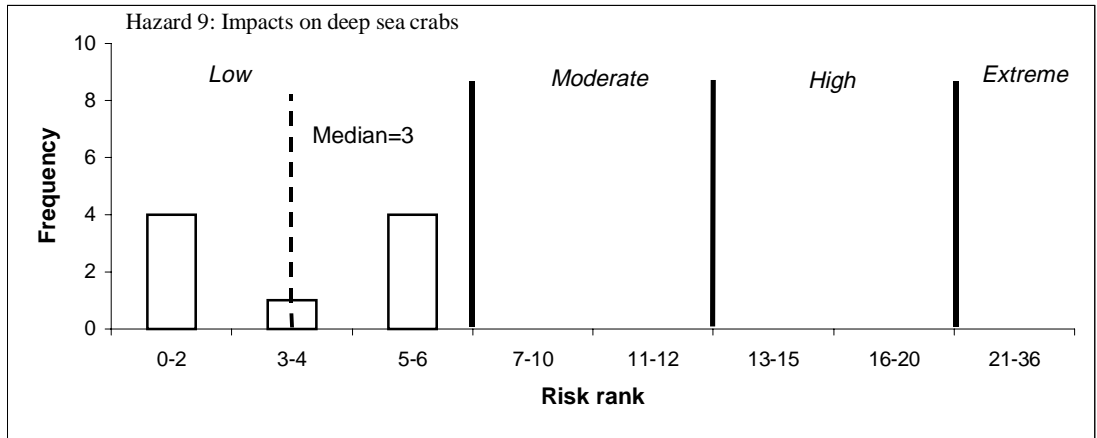 Hazard 9: Impacts on deep sea crabs
10
8
6
4
2
0
Frequency
Low
Moderate
High
Extreme
Median=3
0-2 3-4 5-6 7-10 11-12 13-15 16-20 21-36
Risk rank